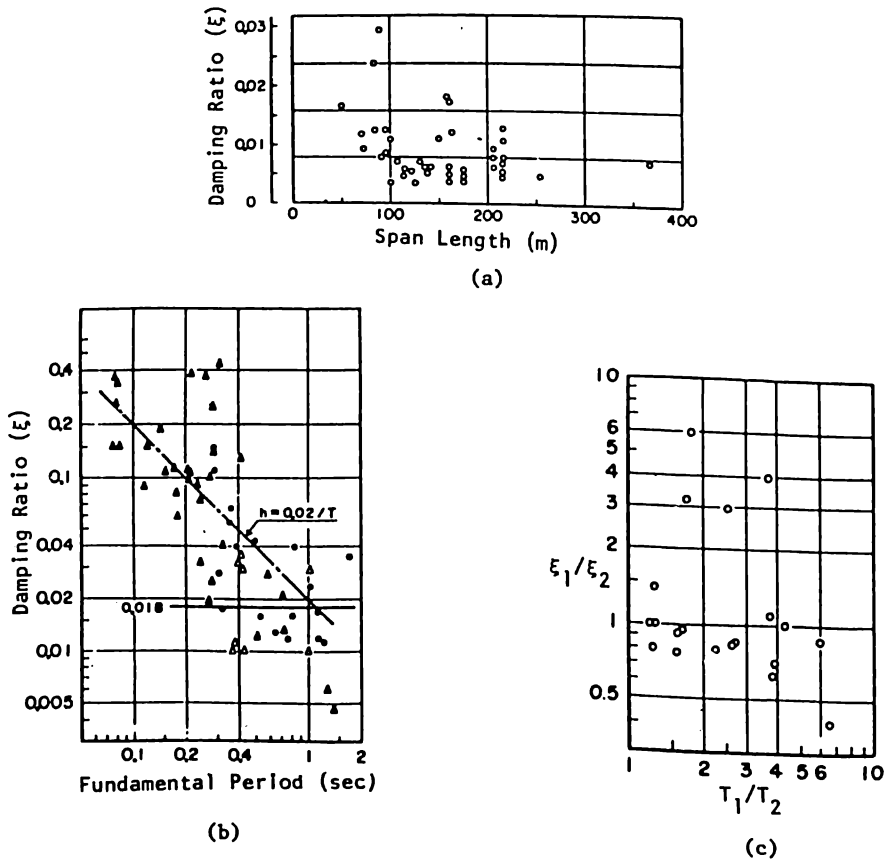 Damping Ratio (ξ)
0,03
0,02
0,01
0
0 100 200 300 400
Span Length (m)
(a)
Damping Ratio (ξ)
0,4
0,2
0,1
0,04
0,02
0,01
0,005
h=0,02/T
0,018
0,1 0,2 0,4 1 2
Fundamental Period (sec)
(b)
10
6
5
4
3
2
1
0.5
ξ1/ξ2
1 2 3 4 5 6 10
T1/T2
(c)